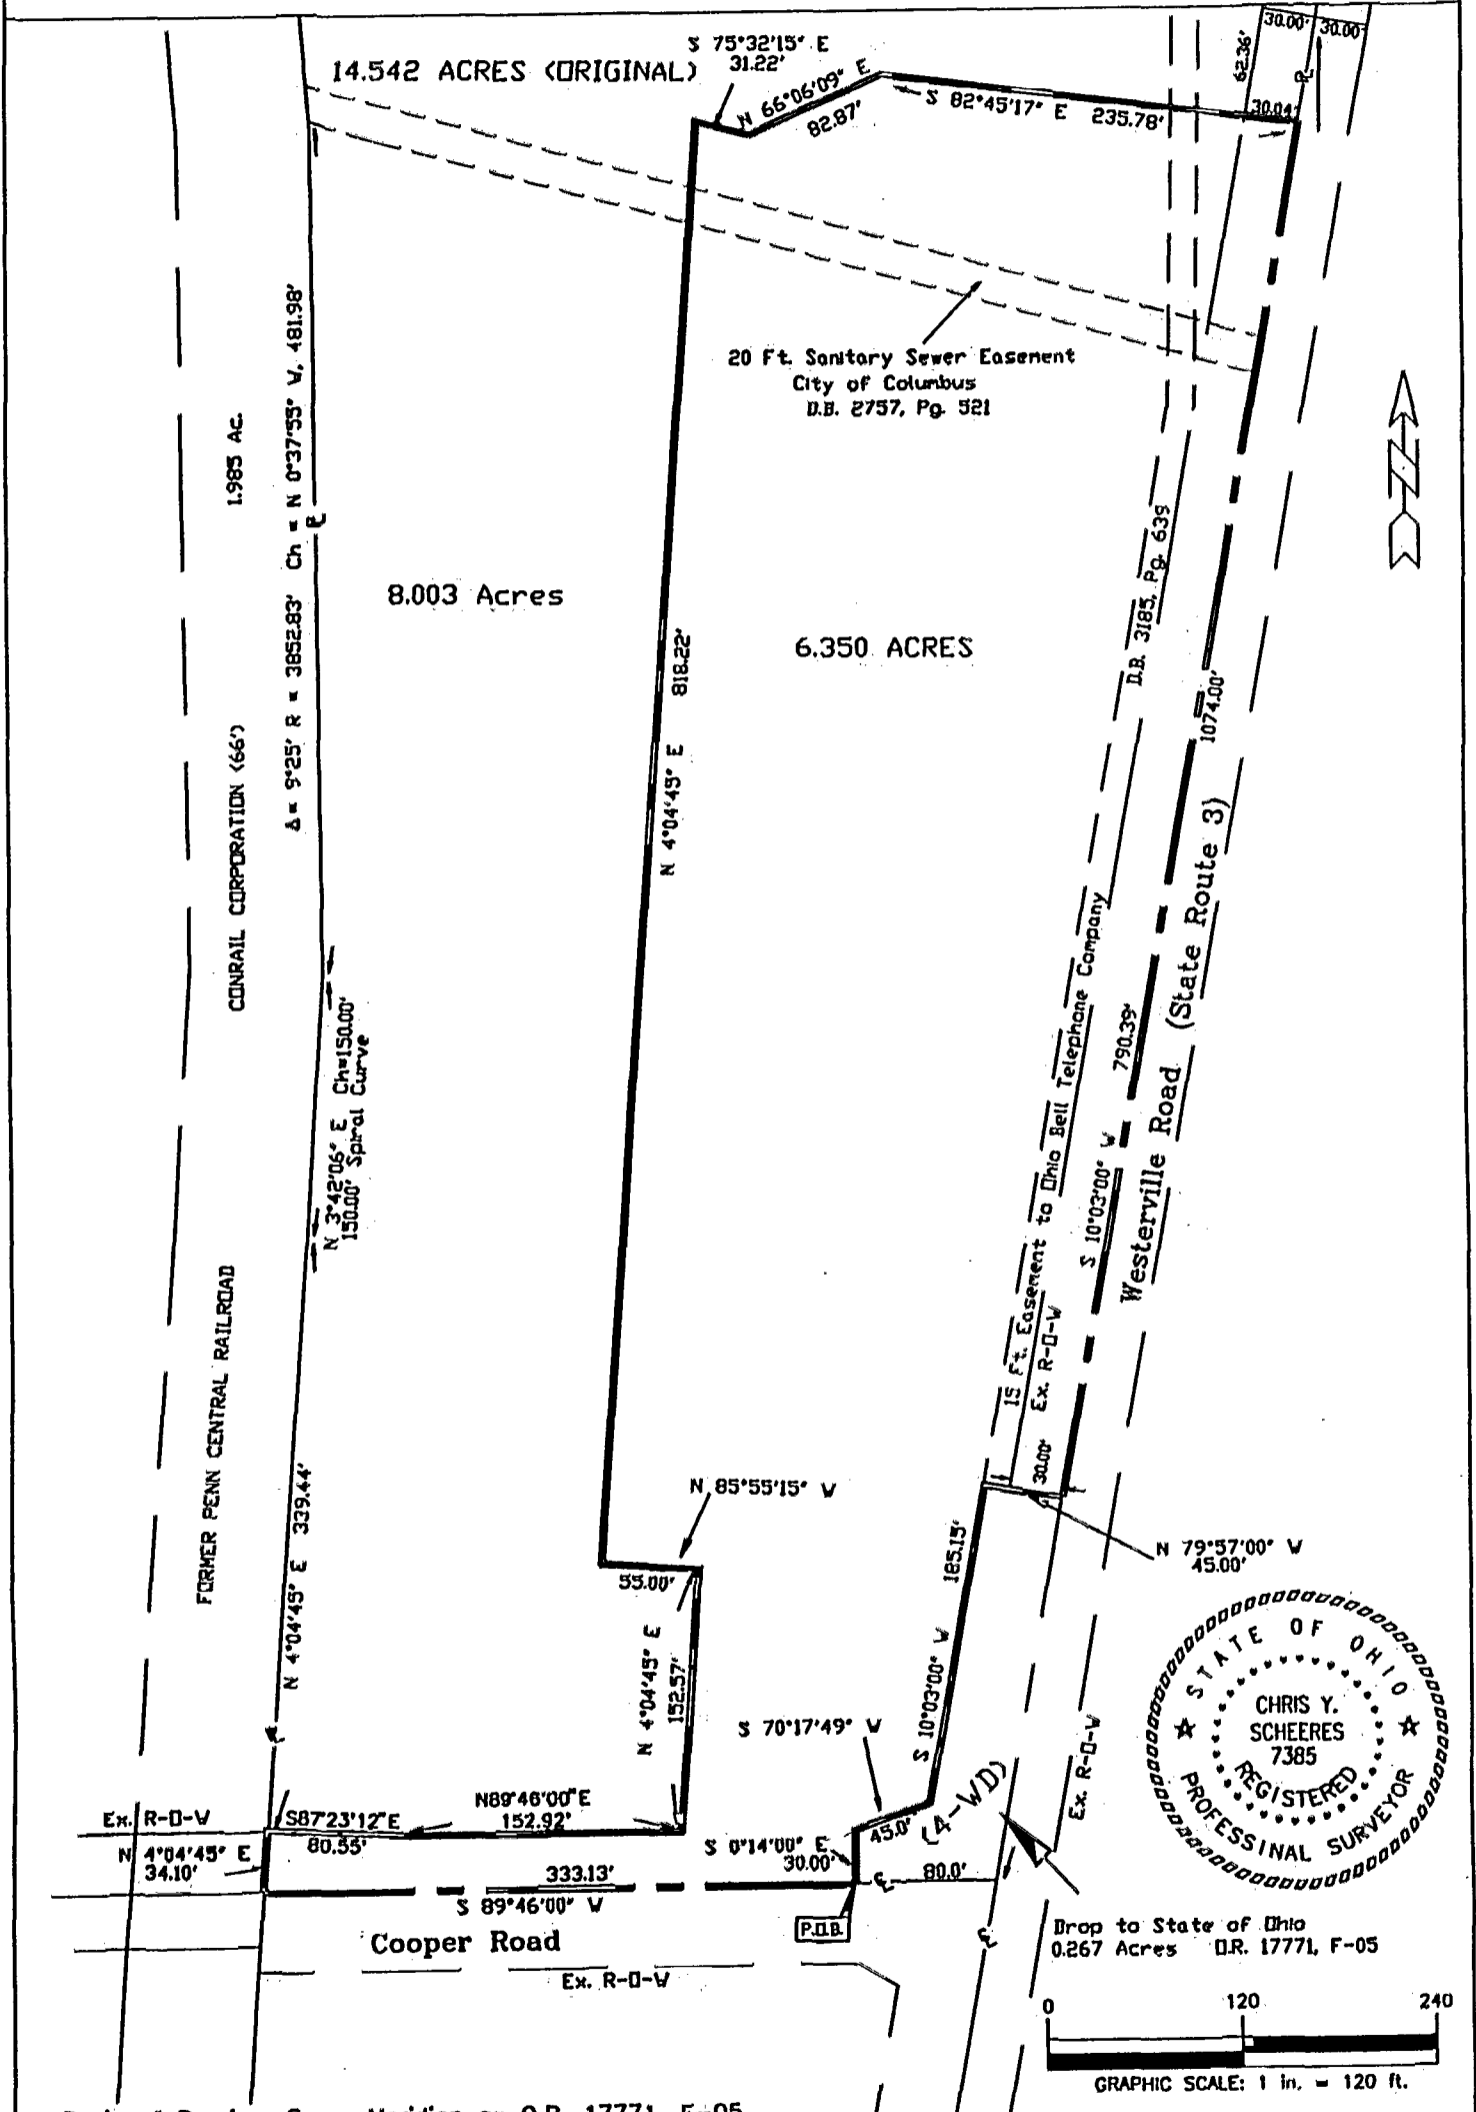 S 75°32'15" E
31.22'
14.542 ACRES (ORIGINAL)
N 66°06'09" E
82.87'
S 82°45'17" E 235.78'
62.36'
30.00' 30.00'
30.04'
20 Ft. Sanitary Sewer Easement
City of Columbus
D.B. 2757, Pg. 521
1.985 Ac.
Δ = 9°25' R = 3852.83' Ch = N 0°37'55" W, 481.98'
8.003 Acres
6.350 ACRES
818.22'
N 4°04'45" E
D.B. 3185, Pg. 639
1074.00'
CONRAIL CORPORATION (66')
Westerville Road (State Route 3)
15 Ft. Easement to Ohio Bell Telephone Company
790.39'
S 10°03'00" W
N 3°42'06" E Ch=150.00'
150.00' Spiral Curve
FORMER PENN CENTRAL RAILROAD
Ex. R-O-W
30.00'
N 4°04'45" E 339.44'
N 85°55'15" W
55.00'
185.15'
S 10°03'00" W
N 79°57'00" W
45.00'
N 4°04'45" E
152.57'
S 70°17'49" W
45.0'
(4-WD)
Ex. R-O-W
STATE OF OHIO
CHRIS Y.
SCHEERES
7385
REGISTERED
PROFESSINAL SURVEYOR
Ex. R-O-W
S87°23'12"E
80.55'
N89°46'00"E
152.92'
N 4°04'45" E
34.10'
S 0°14'00" E
30.00'
80.0'
333.13'
S 89°46'00" W
P.O.B.
Cooper Road
Ex. R-O-W
Drop to State of Ohio
0.267 Acres O.R. 17771, F-05
0 120 240
GRAPHIC SCALE: 1 in. = 120 ft.